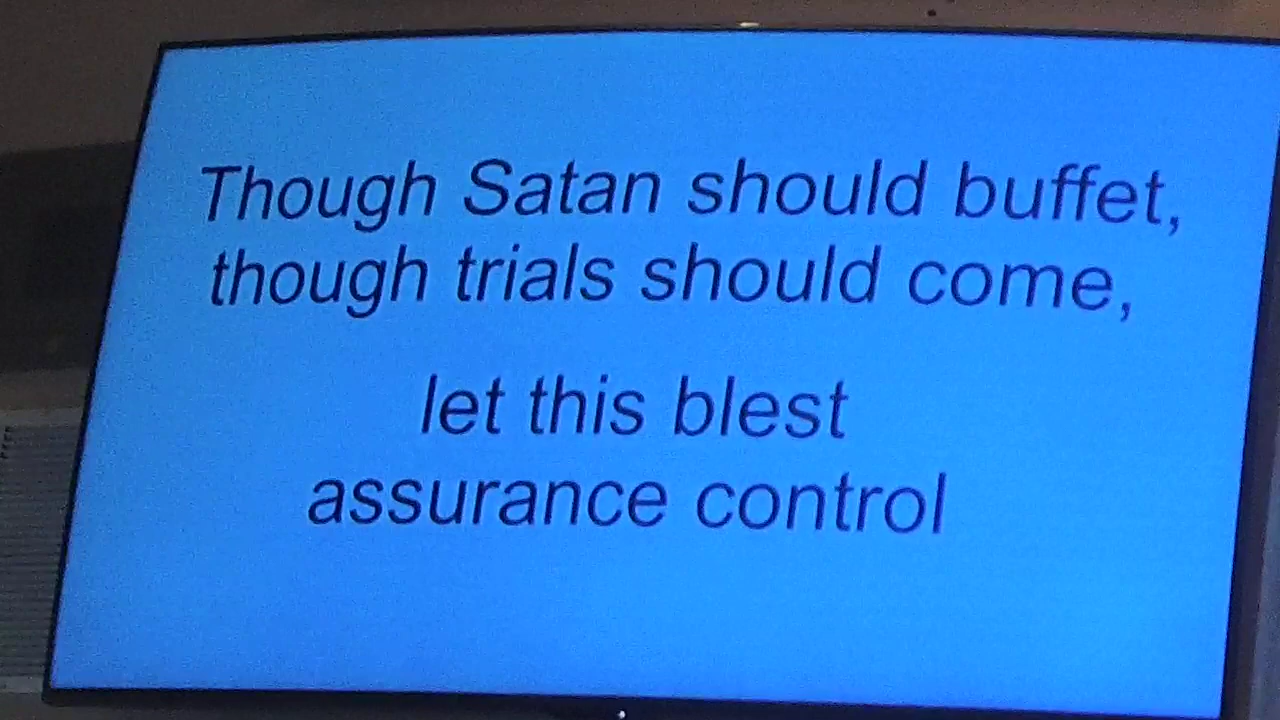 Though Satan should buffet,
though trials should come,
let this blest
assurance control